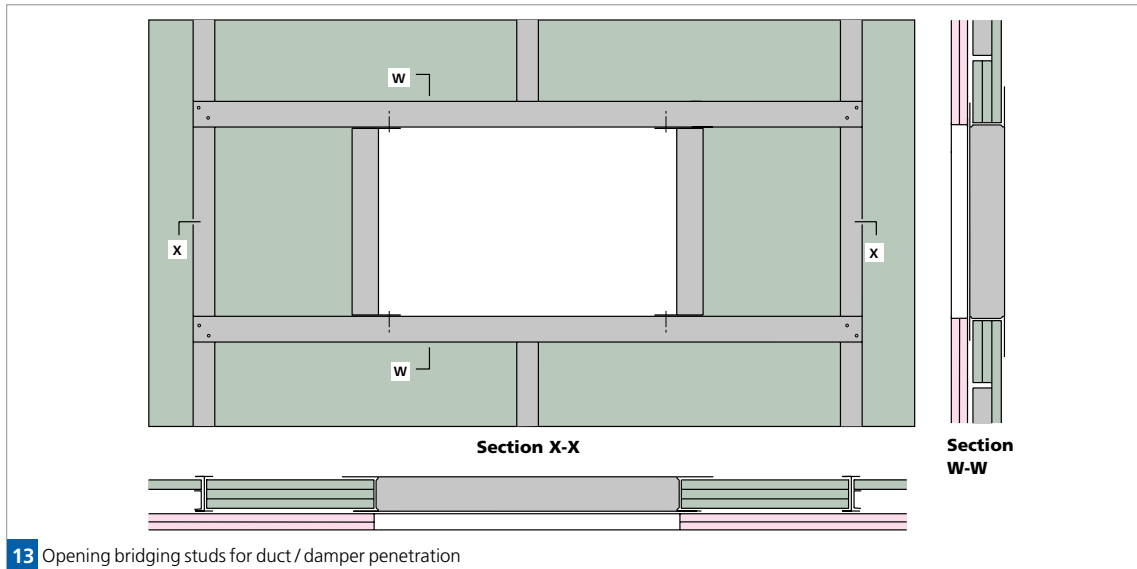 W
X
X
W
Section X-X
Section
W-W
13 Opening bridging studs for duct / damper penetration